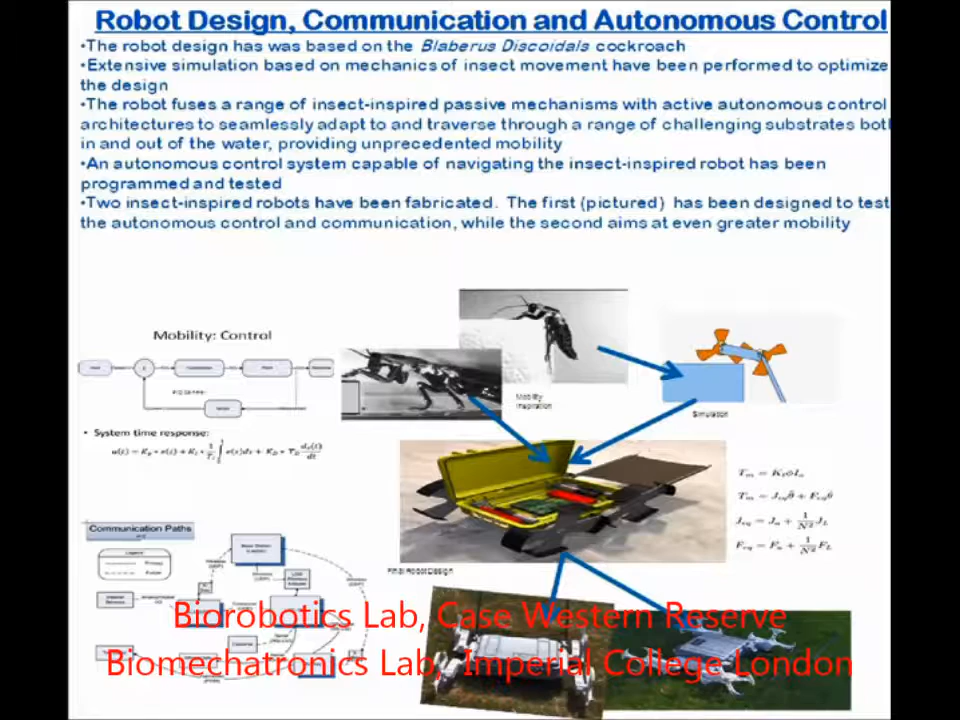 Robot Design, Communication and Autonomous Control
•The robot design has was based on the Blaberus Discoidals cockroach
•Extensive simulation based on mechanics of insect movement have been performed to optimize
the design
•The robot fuses a range of insect-inspired passive mechanisms with active autonomous control
architectures to seamlessly adapt to and traverse through a range of challenging substrates both
in and out of the water, providing unprecedented mobility
•An autonomous control system capable of navigating the insect-inspired robot has been
programmed and tested
•Two insect-inspired robots have been fabricated. The first (pictured) has been designed to test
the autonomous control and communication, while the second aims at even greater mobility
Mobility: Control
Mobility
Inspiration
Simulation
• System time response:
Communication Paths
Final Robot Design
Biorobotics Lab, Case Western Reserve
Biomechatronics Lab, Imperial College London